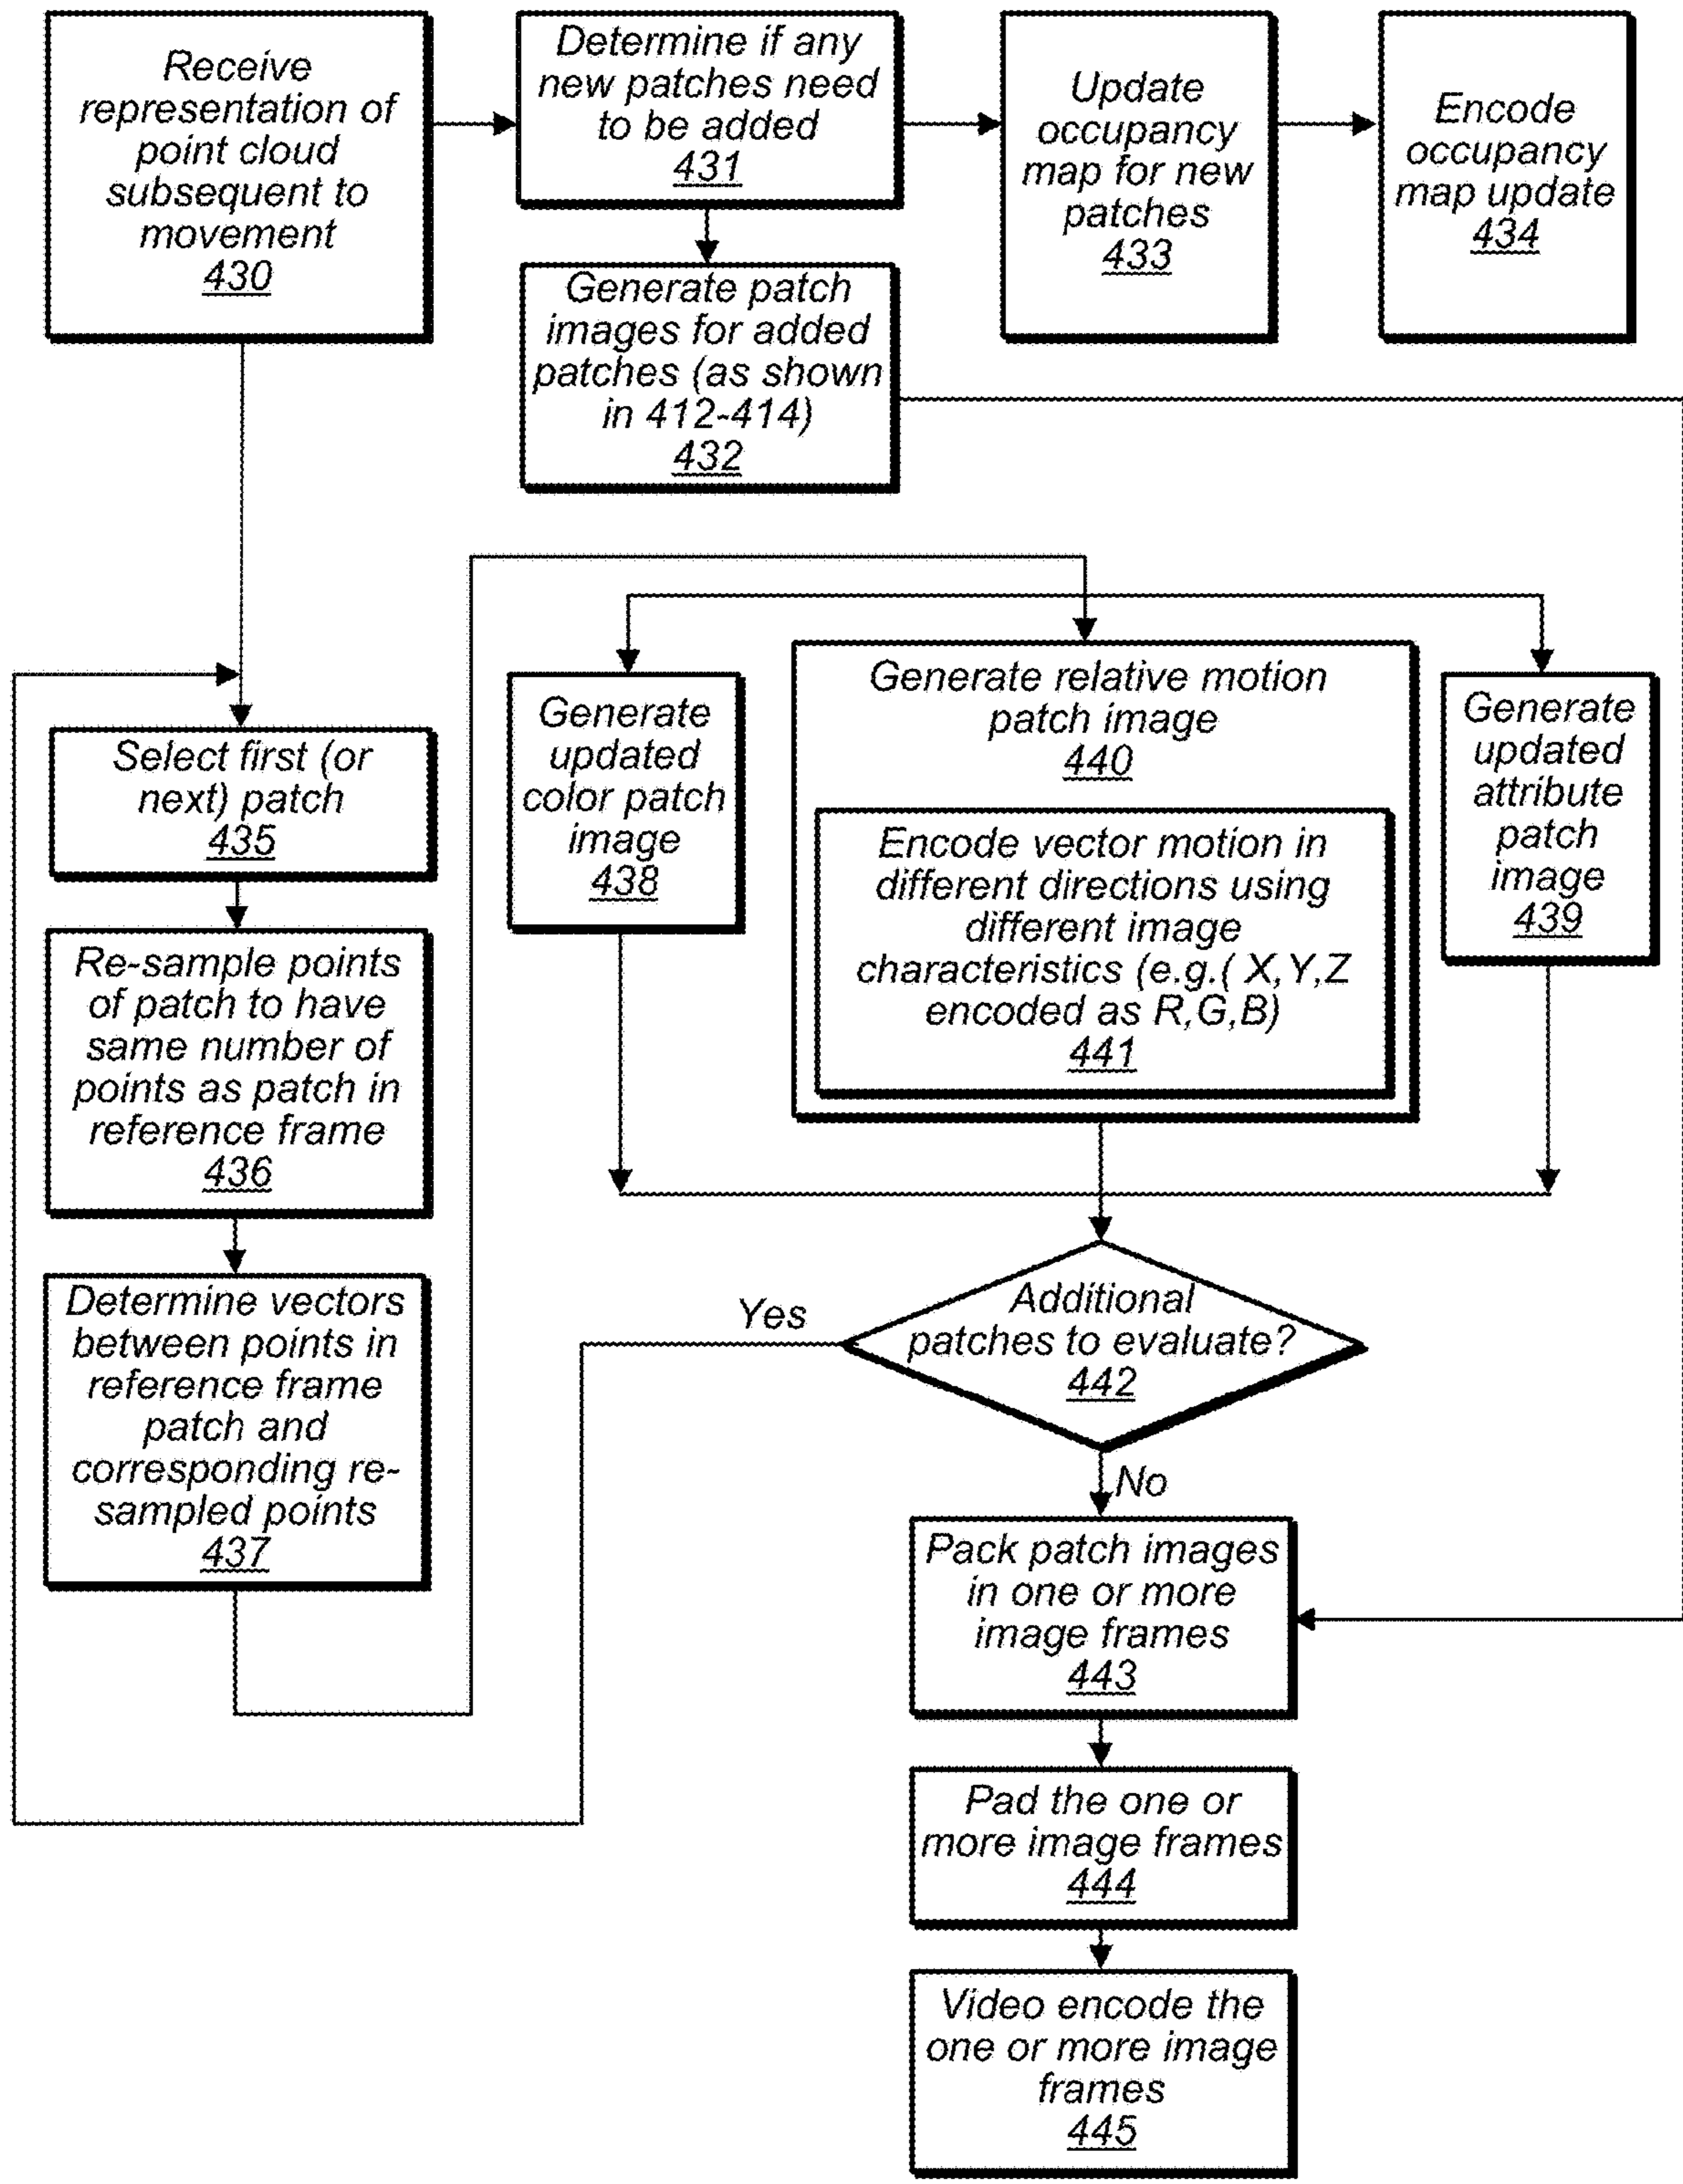 Receive
representation of
point cloud
subsequent to
movement
430
Determine if any
new patches need
to be added
431
Update
occupancy
map for new
patches
433
Encode
occupancy
map update
434
Generate patch
images for added
patches (as shown
in 412-414)
432
Select first (or
next) patch
435
Re-sample points
of patch to have
same number of
points as patch in
reference frame
436
Determine vectors
between points in
reference frame
patch and
corresponding re-
sampled points
437
Generate
updated
color patch
image
438
Generate relative motion
patch image
440
Encode vector motion in
different directions using
different image
characteristics (e.g.( X,Y,Z
encoded as R,G,B)
441
Generate
updated
attribute
patch
image
439
Additional
patches to evaluate?
442
Yes
No
Pack patch images
in one or more
image frames
443
Pad the one or
more image frames
444
Video encode the
one or more image
frames
445